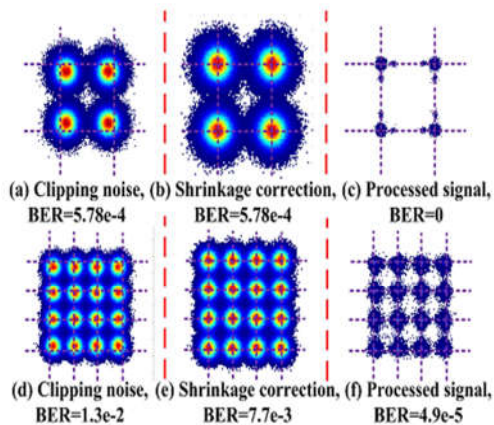 (a) Clipping noise, (b) Shrinkage correction, (c) Processed signal,
BER=5.78e-4 BER=5.78e-4 BER=0
(d) Clipping noise, (e) Shrinkage correction, (f) Processed signal,
BER=1.3e-2 BER=7.7e-3 BER=4.9e-5